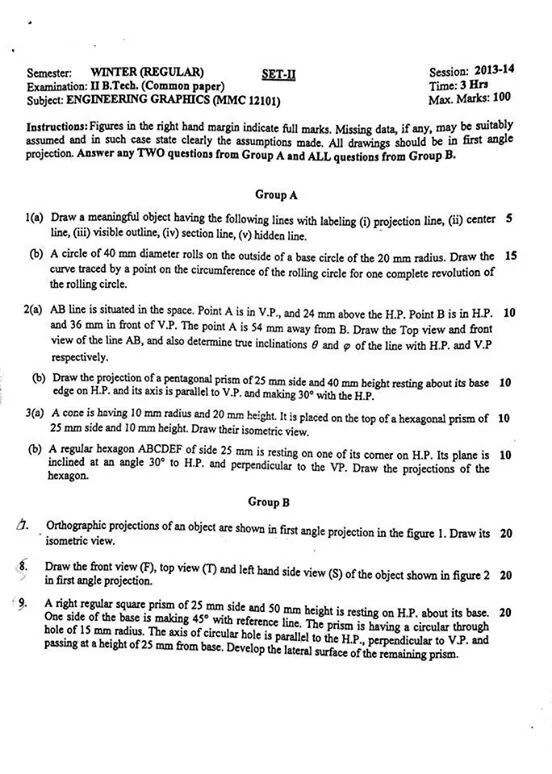 Semester: WINTER (REGULAR) SET-II Session: 2013-14
Examination: II B.Tech. (Common paper) Time: 3 Hrs
Subject: ENGINEERING GRAPHICS (MMC 12101) Max. Marks: 100
Instructions: Figures in the right hand margin indicate full marks. Missing data, if any, may be suitably
assumed and in such case state clearly the assumptions made. All drawings should be in first angle
projection. Answer any TWO questions from Group A and ALL questions from Group B.
Group A
1(a) Draw a meaningful object having the following lines with labeling (i) projection line, (ii) center 5
line, (iii) visible outline, (iv) section line, (v) hidden line.
(b) A circle of 40 mm diameter rolls on the outside of a base circle of the 20 mm radius. Draw the 15
curve traced by a point on the circumference of the rolling circle for one complete revolution of
the rolling circle.
2(a) AB line is situated in the space. Point A is in V.P., and 24 mm above the H.P. Point B is in H.P. 10
and 36 mm in front of V.P. The point A is 54 mm away from B. Draw the Top view and front
view of the line AB, and also determine true inclinations θ and φ of the line with H.P. and V.P
respectively.
(b) Draw the projection of a pentagonal prism of 25 mm side and 40 mm height resting about its base 10
edge on H.P. and its axis is parallel to V.P. and making 30° with the H.P.
3(a) A cone is having 10 mm radius and 20 mm height. It is placed on the top of a hexagonal prism of 10
25 mm side and 10 mm height. Draw their isometric view.
(b) A regular hexagon ABCDEF of side 25 mm is resting on one of its corner on H.P. Its plane is 10
inclined at an angle 30° to H.P. and perpendicular to the VP. Draw the projections of the
hexagon.
Group B
7. Orthographic projections of an object are shown in first angle projection in the figure 1. Draw its 20
isometric view.
8. Draw the front view (F), top view (T) and left hand side view (S) of the object shown in figure 2 20
in first angle projection.
9. A right regular square prism of 25 mm side and 50 mm height is resting on H.P. about its base. 20
One side of the base is making 45° with reference line. The prism is having a circular through
hole of 15 mm radius. The axis of circular hole is parallel to the H.P., perpendicular to V.P. and
passing at a height of 25 mm from base. Develop the lateral surface of the remaining prism.